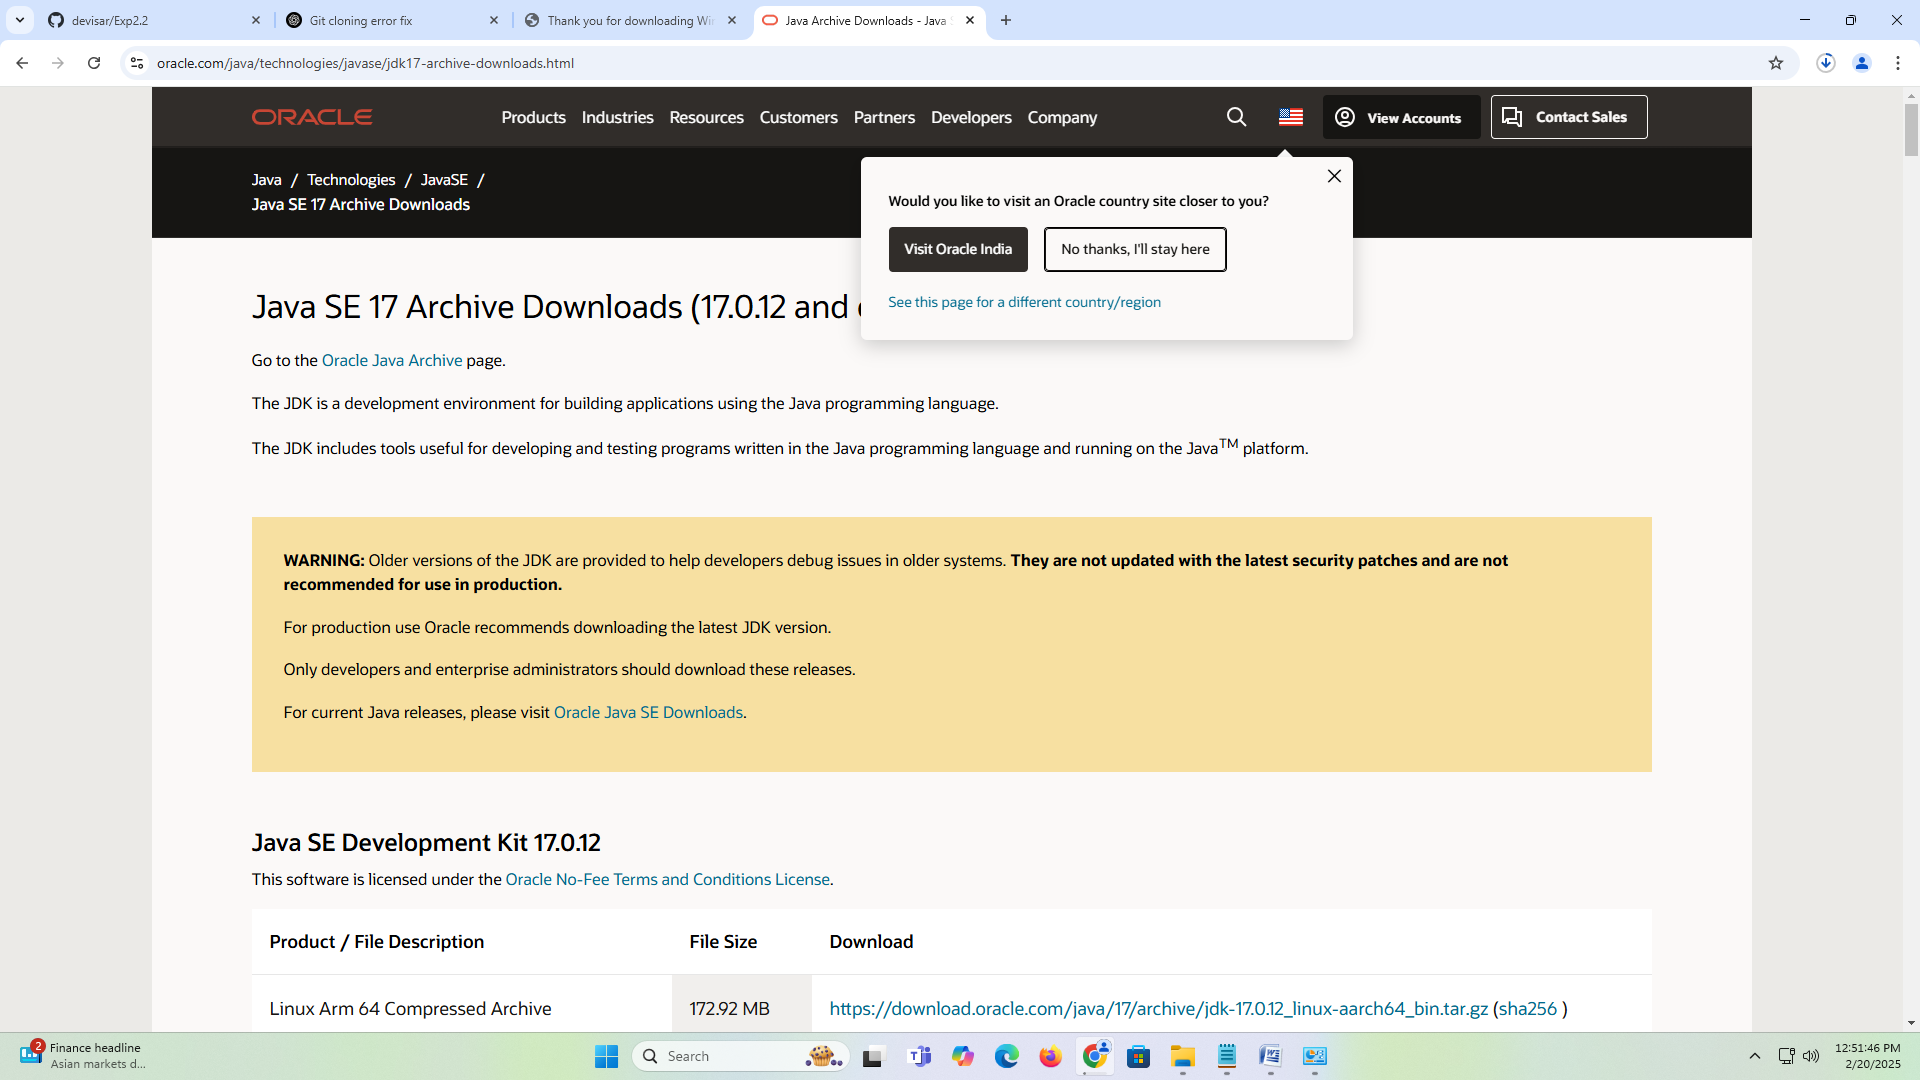 devisar/Exp2.2
Git cloning error fix
Thank you for downloading Wi
Java Archive Downloads - Java S
oracle.com/java/technologies/javase/jdk17-archive-downloads.html
ORACLE
Products Industries Resources Customers Partners Developers Company
View Accounts
Contact Sales
Java / Technologies / JavaSE /
Java SE 17 Archive Downloads
Would you like to visit an Oracle country site closer to you?
Visit Oracle India
No thanks, I'll stay here
See this page for a different country/region
Java SE 17 Archive Downloads (17.0.12 and
Go to the Oracle Java Archive page.
The JDK is a development environment for building applications using the Java programming language.
The JDK includes tools useful for developing and testing programs written in the Java programming language and running on the Java™ platform.
WARNING: Older versions of the JDK are provided to help developers debug issues in older systems. They are not updated with the latest security patches and are not
recommended for use in production.
For production use Oracle recommends downloading the latest JDK version.
Only developers and enterprise administrators should download these releases.
For current Java releases, please visit Oracle Java SE Downloads.
Java SE Development Kit 17.0.12
This software is licensed under the Oracle No-Fee Terms and Conditions License.
Product / File Description File Size Download
Linux Arm 64 Compressed Archive 172.92 MB https://download.oracle.com/java/17/archive/jdk-17.0.12_linux-aarch64_bin.tar.gz (sha256 )
2
Finance headline
Asian markets d...
Search
12:51:46 PM
2/20/2025